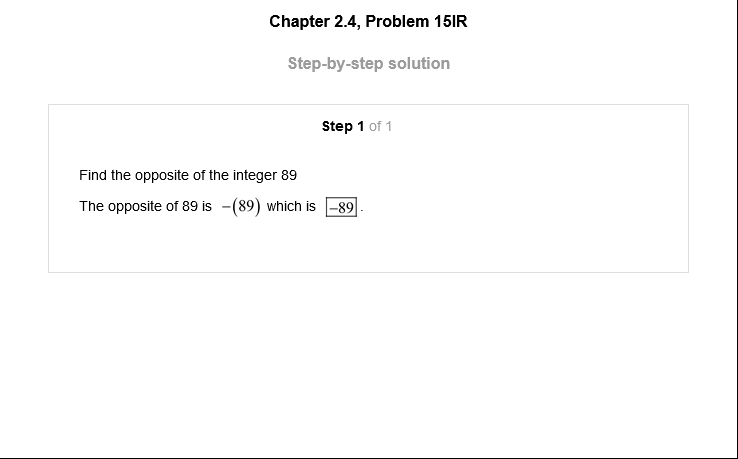 Chapter 2.4, Problem 15IR
Step-by-step solution
Step 1 of 1
Find the opposite of the integer 89
The opposite of 89 is −(89) which is −89.